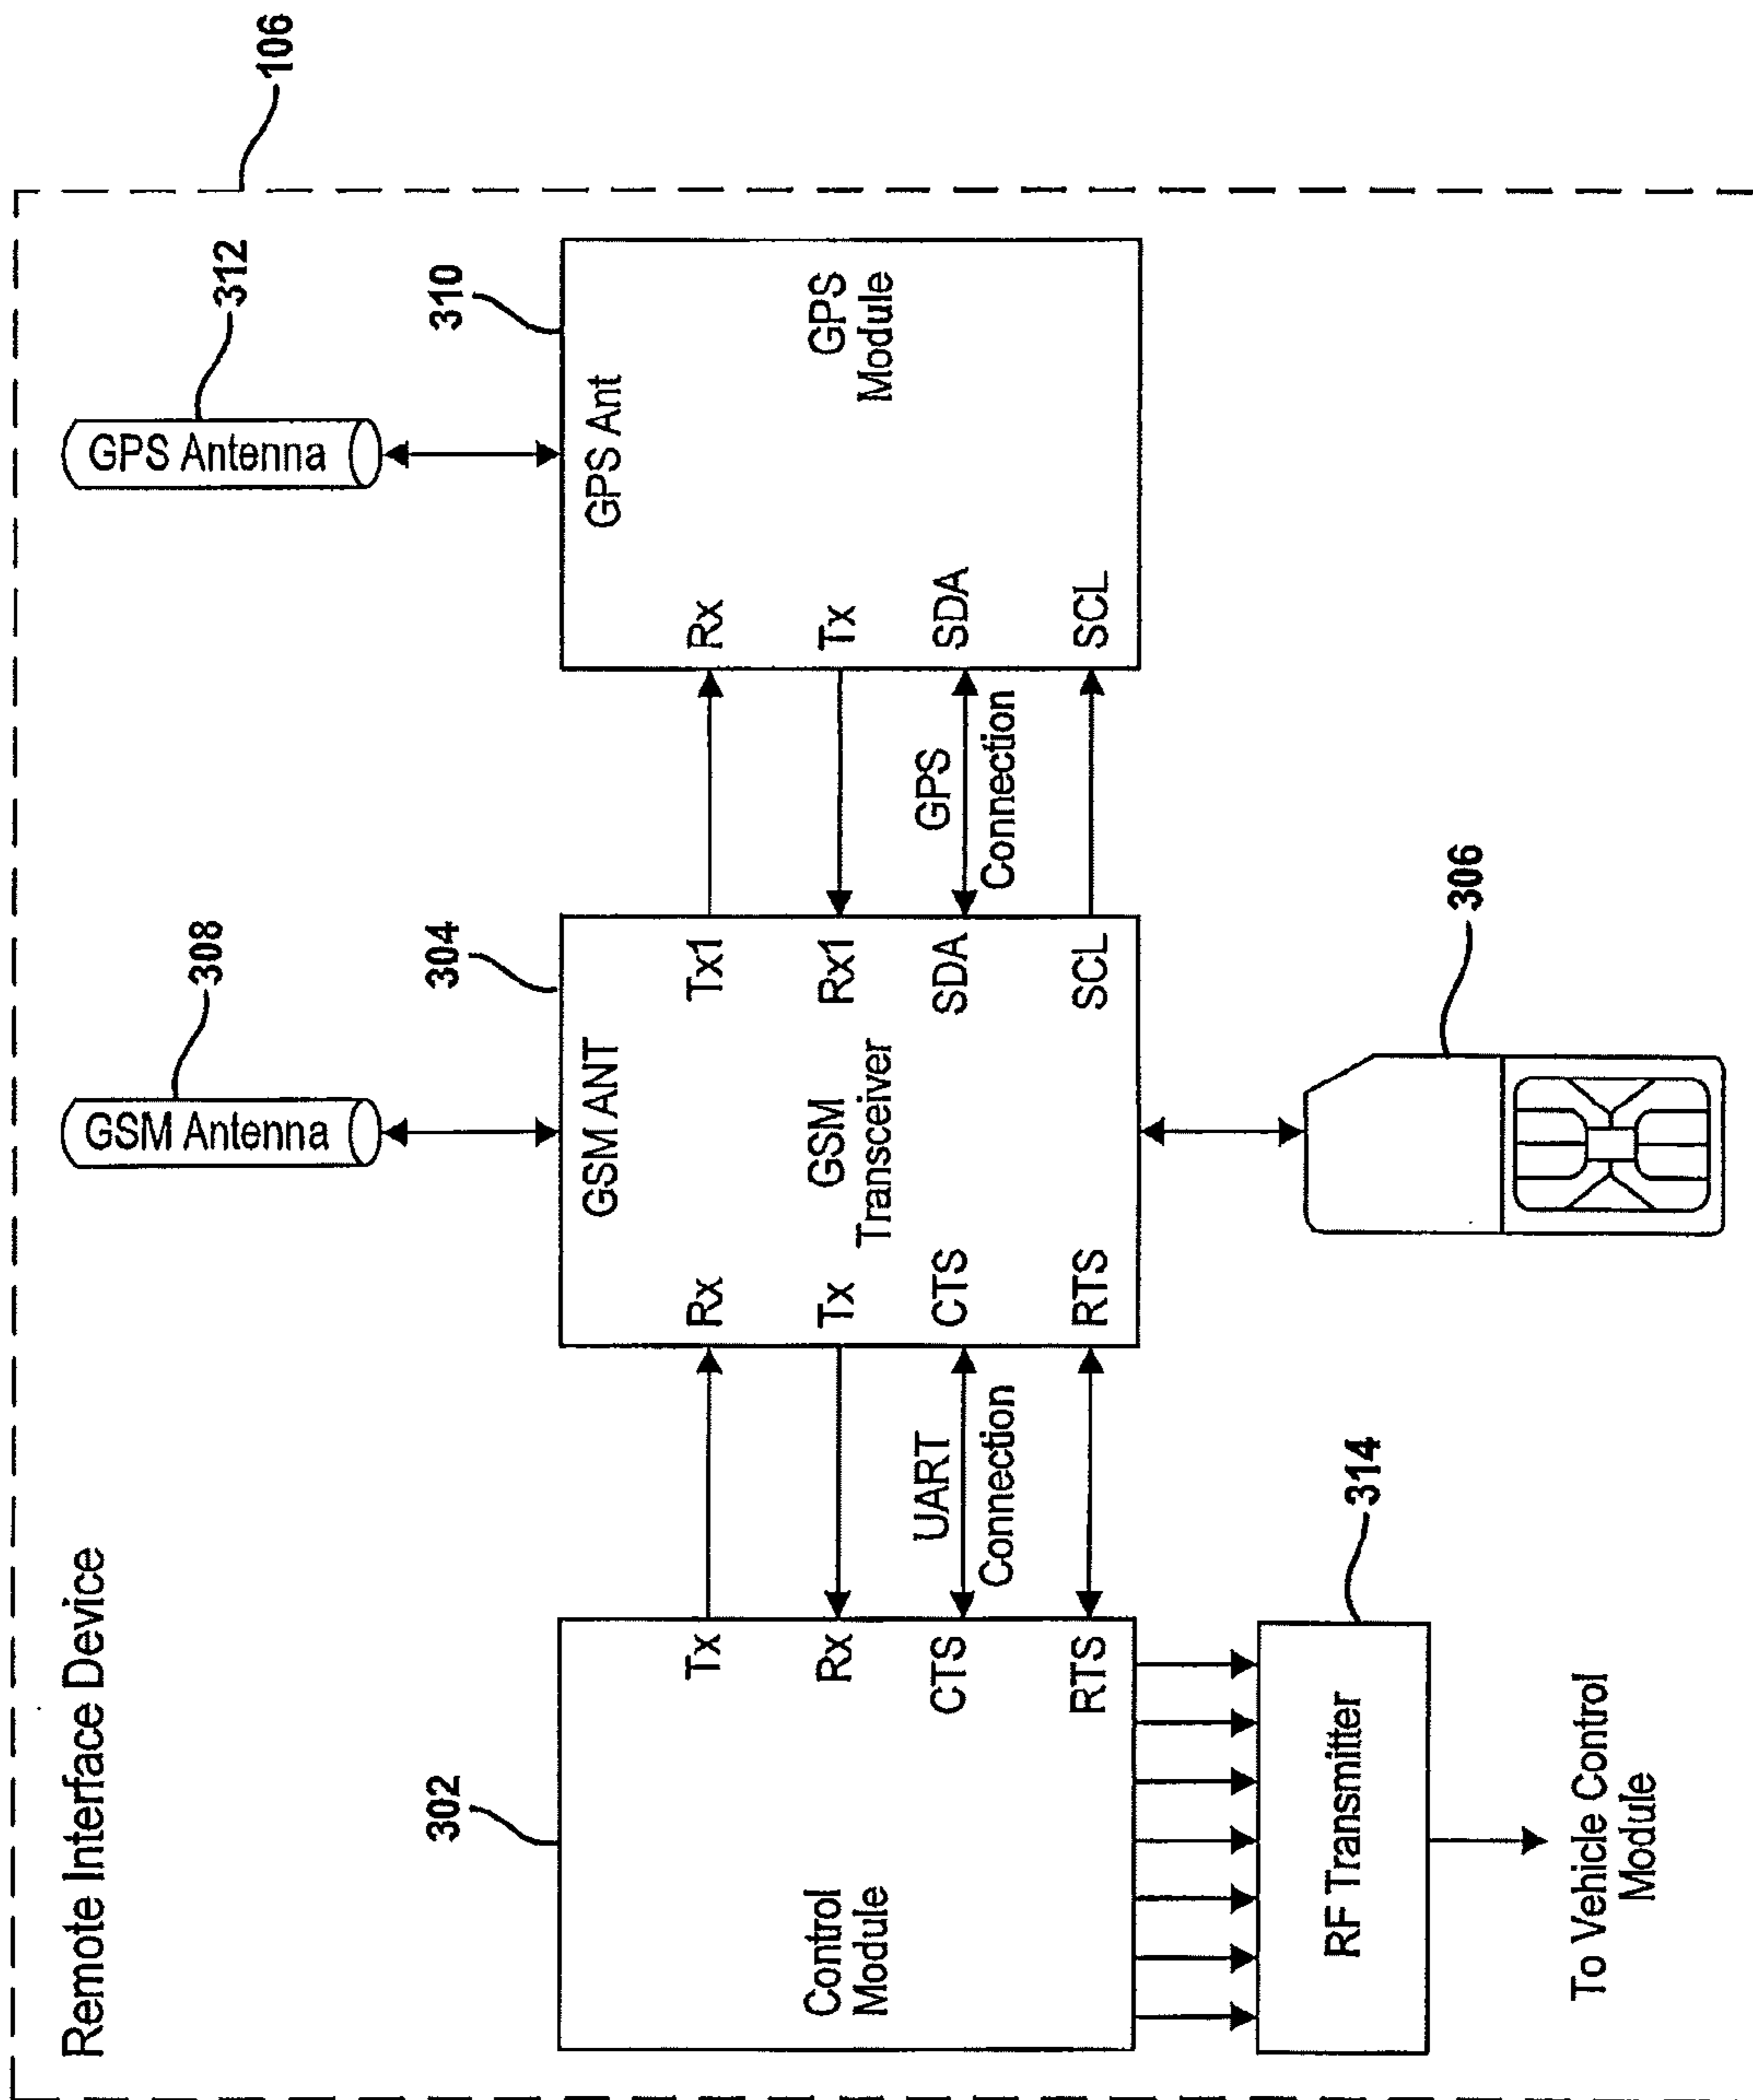 Remote Interface Device
106
GSM Antenna
308
GPS Antenna
312
302
Control
Module
Tx
Rx
CTS
RTS
UART
Connection
304
GSM ANT
Rx
Tx
CTS
RTS
GSM
Transceiver
Tx1
Rx1
SDA
SCL
GPS
Connection
310
GPS Ant
Rx
Tx
SDA
SCL
GPS
Module
314
RF Transmitter
306
To Vehicle Control
Module